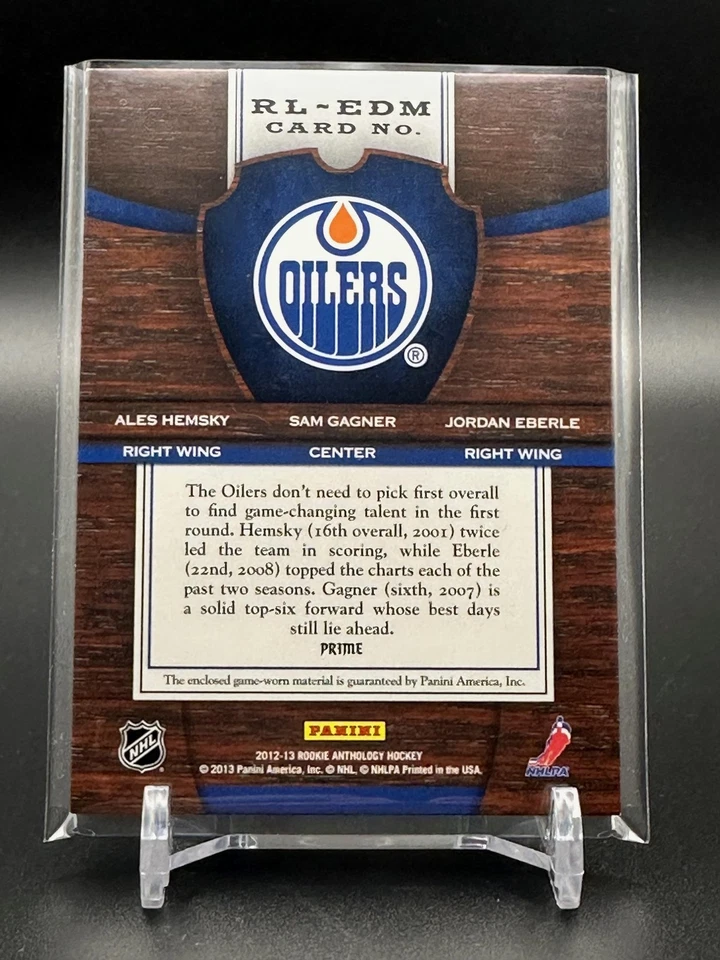 RL-EDM
CARD NO.
OILERS
®
ALES HEMSKY SAM GAGNER JORDAN EBERLE
RIGHT WING CENTER RIGHT WING
The Oilers don't need to pick first overall
to find game-changing talent in the first
round. Hemsky (16th overall, 2001) twice
led the team in scoring, while Eberle
(22nd, 2008) topped the charts each of the
past two seasons. Gagner (sixth, 2007) is
a solid top-six forward whose best days
still lie ahead.
PRIME
The enclosed game-worn material is guaranteed by Panini America, Inc.
PANINI
NHL
NHLPA
2012-13 ROOKIE ANTHOLOGY HOCKEY
© 2013 Panini America, Inc. © NHL. © NHLPA Printed in the USA.